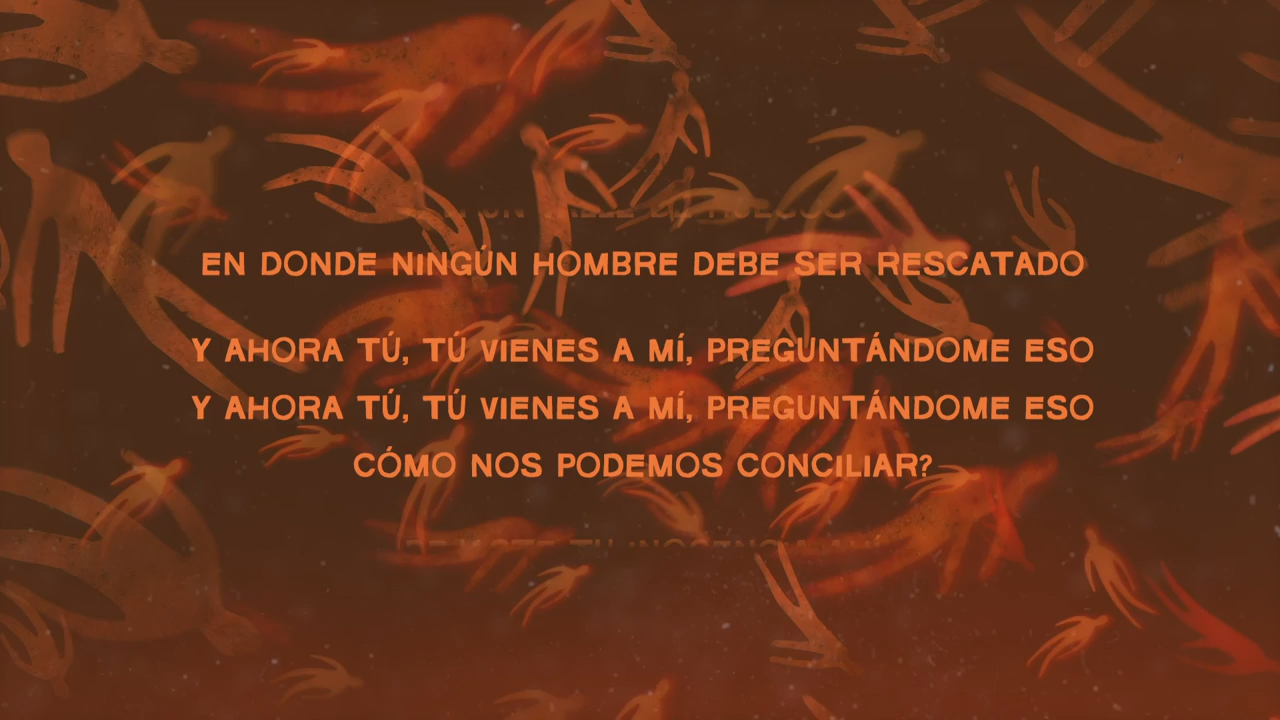 EN DONDE NINGÚN HOMBRE DEBE SER RESCATADO
Y AHORA TÚ, TÚ VIENES A MÍ, PREGUNTÁNDOME ESO
Y AHORA TÚ, TÚ VIENES A MÍ, PREGUNTÁNDOME ESO
CÓMO NOS PODEMOS CONCILIAR?